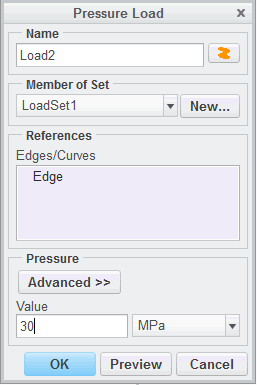 Pressure Load
Name
Load2
Member of Set
LoadSet1 New...
References
Edges/Curves
Edge
Pressure
Advanced >>
Value
30 MPa
OK Preview Cancel